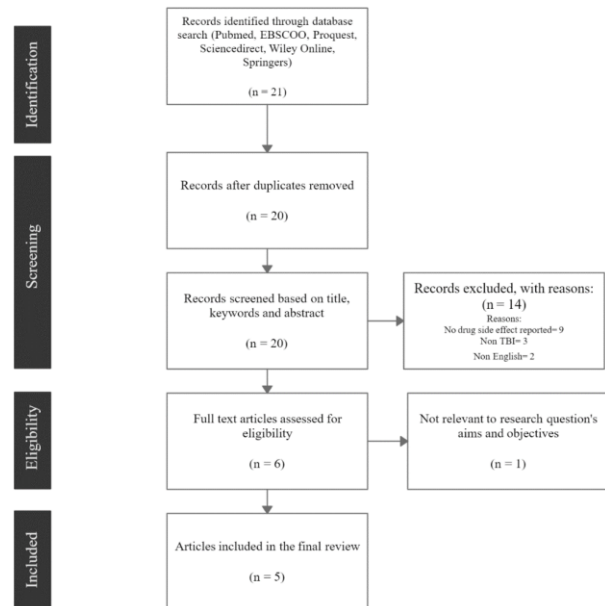 Identification
Records identified through database
search (Pubmed, EBSCOO, Proquest,
Sciencedirect, Wiley Online,
Springers)
(n = 21)
Screening
Records after duplicates removed
(n = 20)
Records screened based on title,
keywords and abstract
(n = 20)
Records excluded, with reasons:
(n = 14)
Reasons:
No drug side effect reported= 9
Non TBI= 3
Non English= 2
Eligibility
Full text articles assessed for
eligibility
(n = 6)
Not relevant to research question's
aims and objectives
(n = 1)
Included
Articles included in the final review
(n = 5)